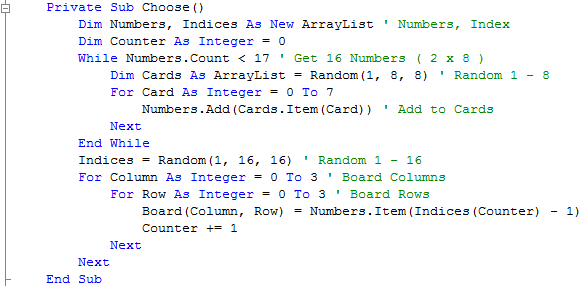 Private Sub Choose()
Dim Numbers, Indices As New ArrayList ' Numbers, Index
Dim Counter As Integer = 0
While Numbers.Count < 17 ' Get 16 Numbers ( 2 x 8 )
Dim Cards As ArrayList = Random(1, 8, 8) ' Random 1 - 8
For Card As Integer = 0 To 7
Numbers.Add(Cards.Item(Card)) ' Add to Cards
Next
End While
Indices = Random(1, 16, 16) ' Random 1 - 16
For Column As Integer = 0 To 3 ' Board Columns
For Row As Integer = 0 To 3 ' Board Rows
Board(Column, Row) = Numbers.Item(Indices(Counter) - 1)
Counter += 1
Next
Next
End Sub